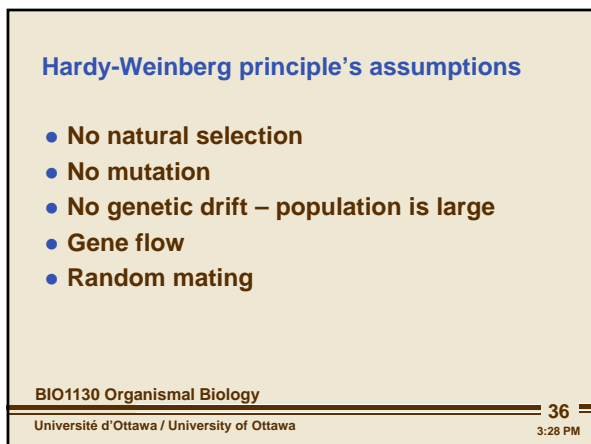 Hardy-Weinberg principle's assumptions
● No natural selection
● No mutation
● No genetic drift – population is large
● Gene flow
● Random mating
BIO1130 Organismal Biology
36
Université d'Ottawa / University of Ottawa
3:28 PM